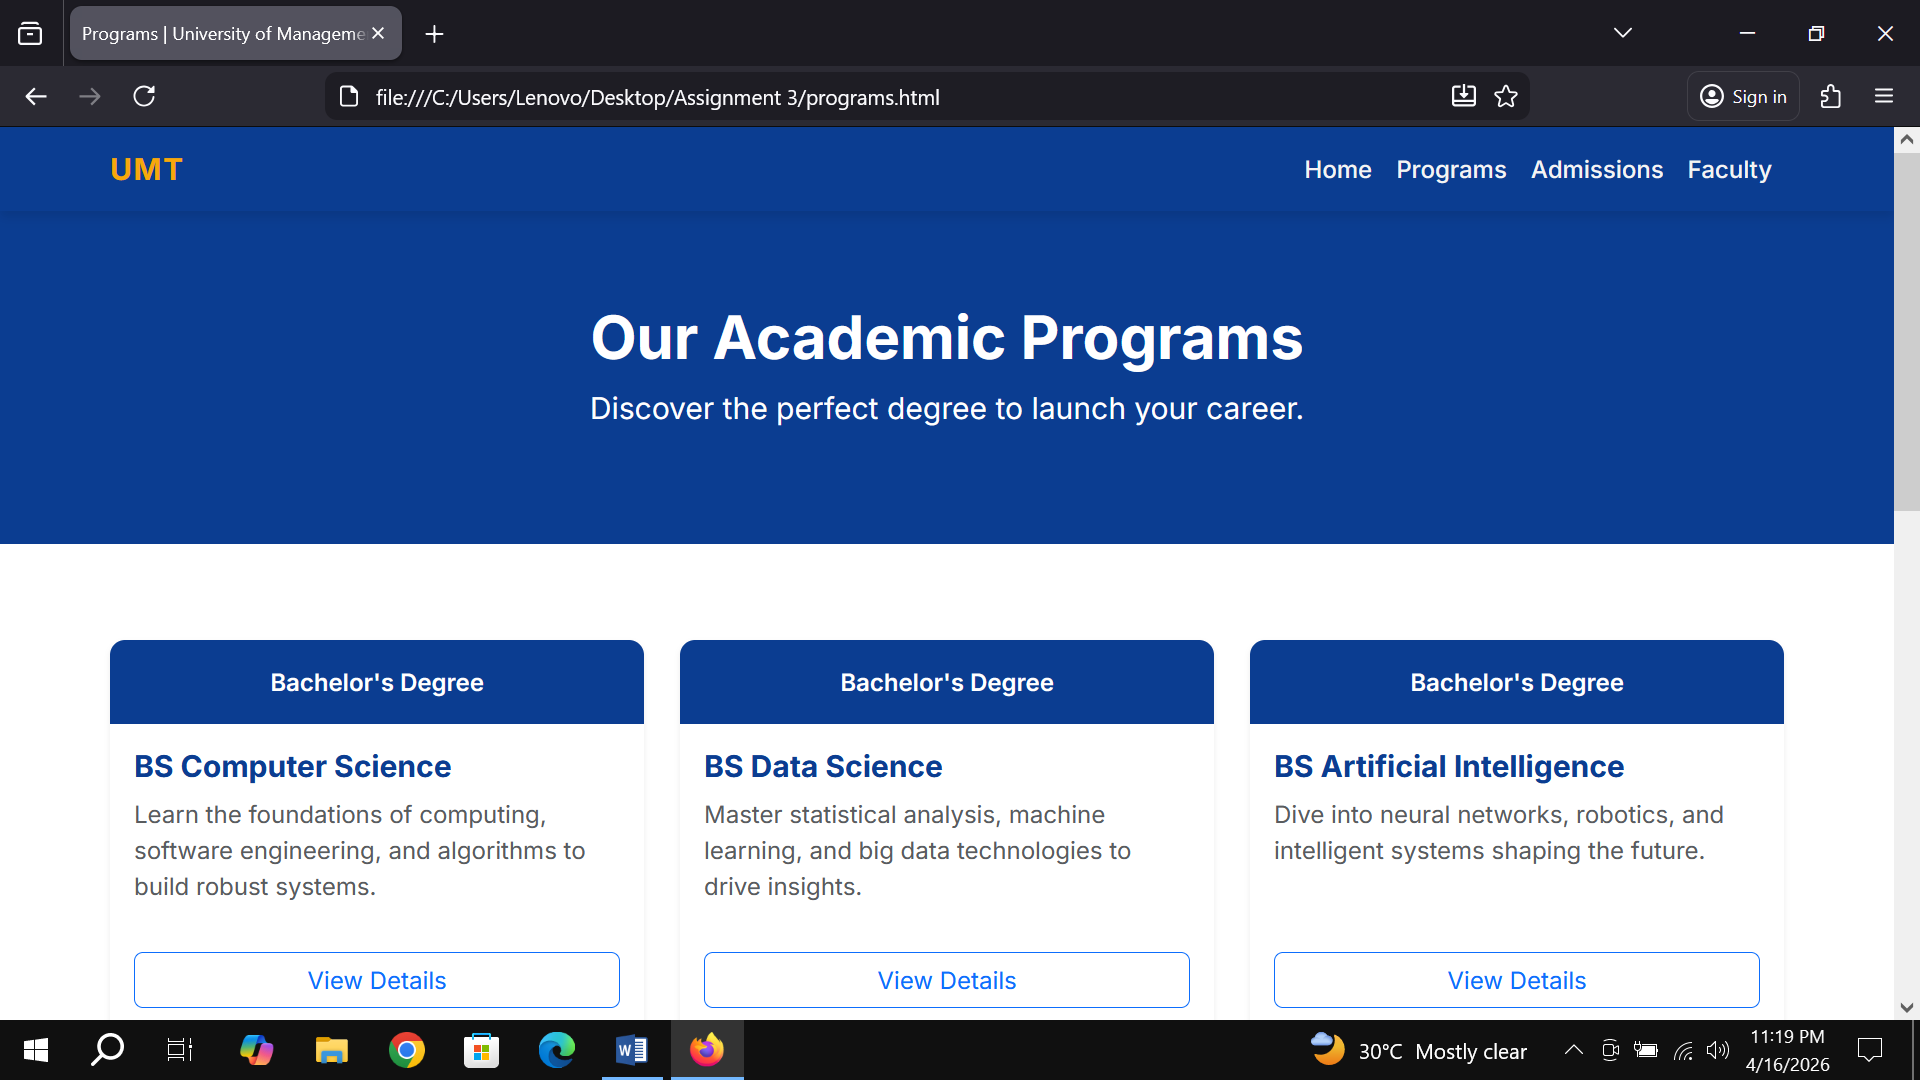 Programs | University of Manageme
file:///C:/Users/Lenovo/Desktop/Assignment 3/programs.html
Sign in
UMT
Home Programs Admissions Faculty
Our Academic Programs
Discover the perfect degree to launch your career.
Bachelor's Degree
BS Computer Science
Learn the foundations of computing,
software engineering, and algorithms to
build robust systems.
View Details
Bachelor's Degree
BS Data Science
Master statistical analysis, machine
learning, and big data technologies to
drive insights.
View Details
Bachelor's Degree
BS Artificial Intelligence
Dive into neural networks, robotics, and
intelligent systems shaping the future.
View Details
30°C Mostly clear
11:19 PM
4/16/2026